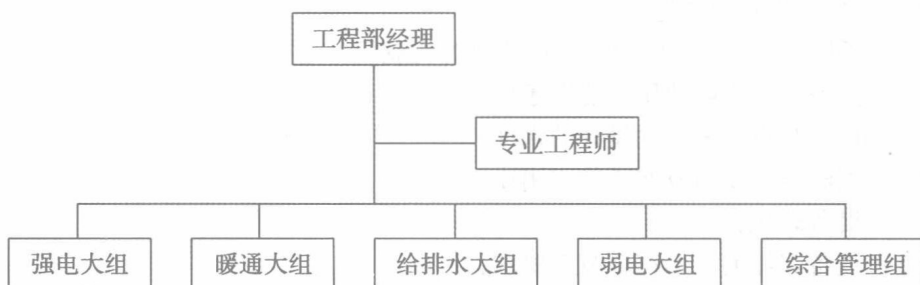 工程部经理
专业工程师
强电大组
暖通大组
给排水大组
弱电大组
综合管理组